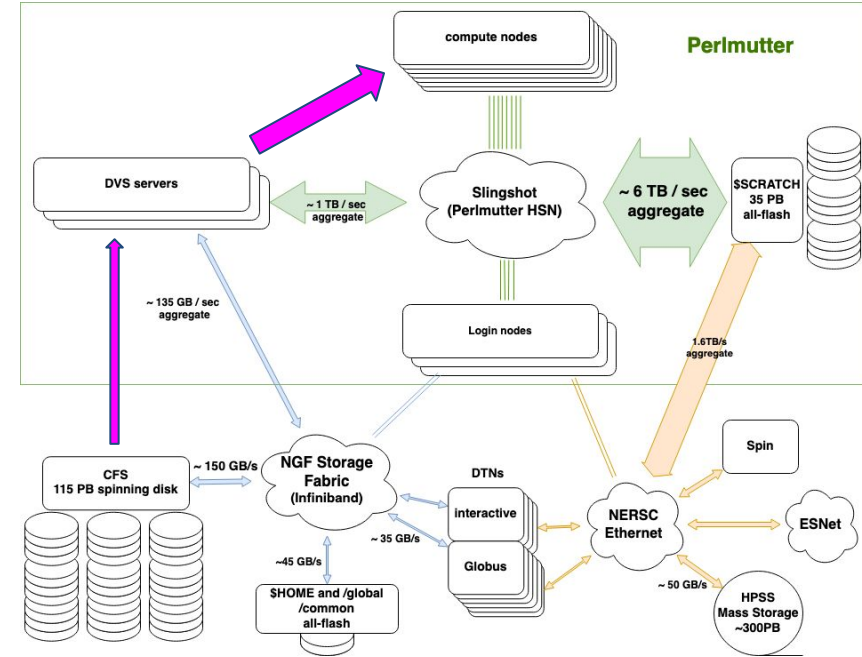 compute nodes
Perlmutter
DVS servers
~ 1 TB / sec
aggregate
Slingshot
(Perlmutter HSN)
~ 6 TB / sec
aggregate
$SCRATCH
35 PB
all-flash
~ 135 GB / sec
aggregate
Login nodes
1.6TB/s
aggregate
CFS
115 PB spinning disk
~ 150 GB/s
NGF Storage
Fabric
(Infiniband)
DTNs
interactive
Globus
~ 35 GB/s
~45 GB/s
$HOME and /global
/common
all-flash
NERSC
Ethernet
Spin
ESNet
~ 50 GB/s
HPSS
Mass Storage
~300PB